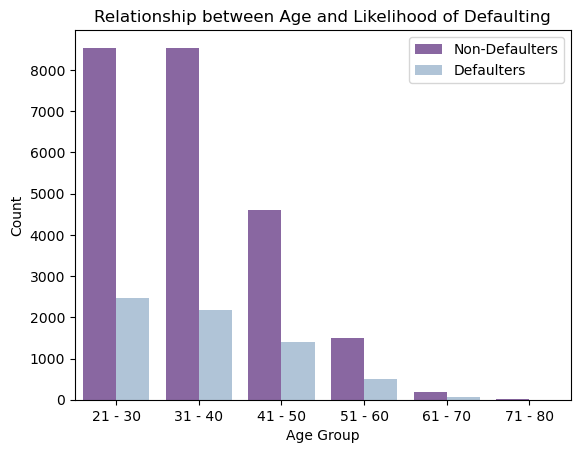 Relationship between Age and Likelihood of Defaulting
Non-Defaulters
Defaulters
8000
7000
6000
5000
4000
3000
2000
1000
0
Count
21 - 30
31 - 40
41 - 50
51 - 60
61 - 70
71 - 80
Age Group